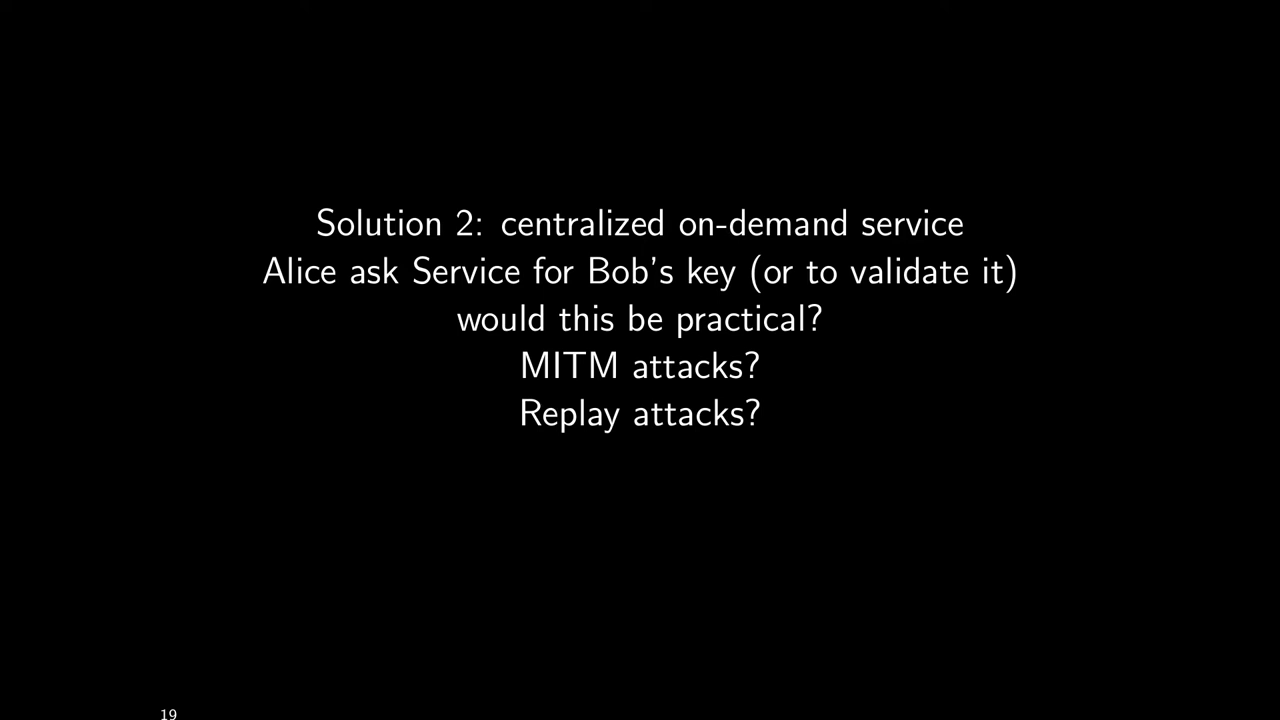 Solution 2: centralized on-demand service
Alice ask Service for Bob's key (or to validate it)
would this be practical?
MITM attacks?
Replay attacks?
19